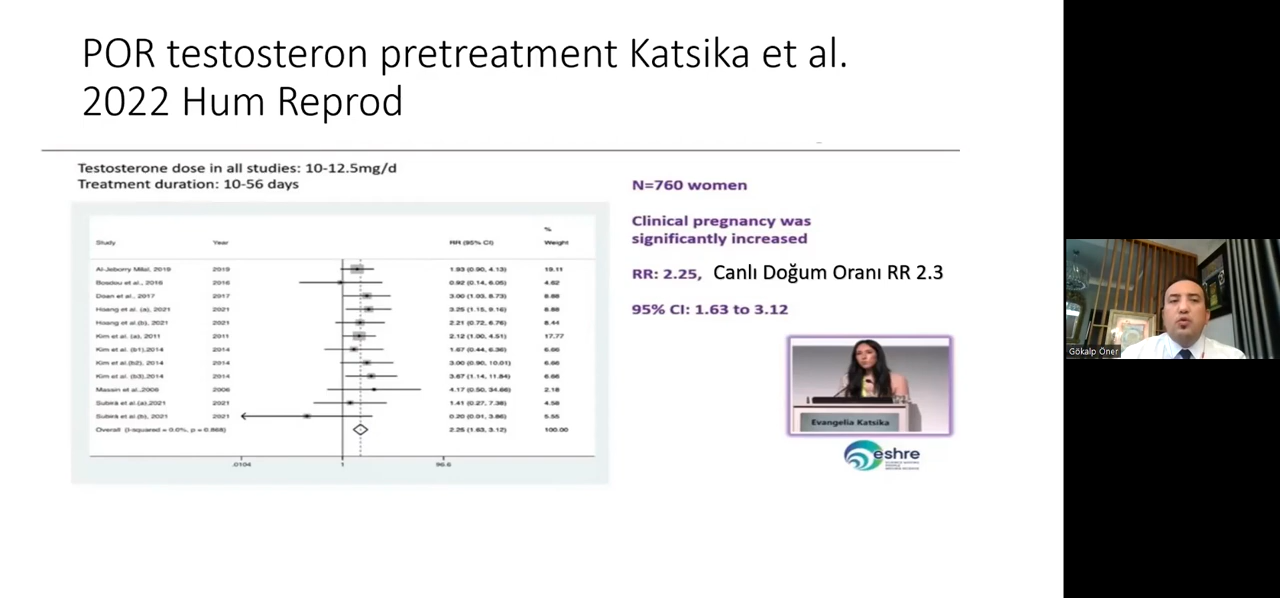 POR testosteron pretreatment Katsika et al.
2022 Hum Reprod
Testosterone dose in all studies: 10-12.5mg/d
Treatment duration: 10-56 days
%
Study Year RR (95% CI) Weight
2019 1.93 (0.90, 4.13) 19.11
Bosdou et al., 2016 2016 0.92 (0.14, 6.05) 4.62
Doan et al., 2017 2017 3.00 (1.03, 8.73) 8.88
Hoang et al. (a), 2021 2021 3.25 (1.15, 9.16) 8.88
Hoang et al.(b), 2021 2021 2.21 (0.72, 6.76) 8.44
Kim et al. (a), 2011 2011 2.12 (1.00, 4.51) 17.77
Kim et al. (b1),2014 2014 1.67 (0.44, 6.36) 6.66
Kim et al.(b2), 2014 2014 3.00 (0.90, 10.01) 6.66
Kim et al. (b3),2014 2014 3.67 (1.14, 11.84) 6.66
Massin et al.,2006 2006 4.17 (0.50, 34.66) 2.18
Subirá et al.(a),2021 2021 1.41 (0.27, 7.38) 4.58
Subirá et al.(b), 2021 2021 0.20 (0.01, 3.86) 5.55
Overall (I-squared = 0.0%, p = 0.868) 2.25 (1.63, 3.12) 100.00
.0104 1 96.6
N=760 women
Clinical pregnancy was
significantly increased
RR: 2.25, Canlı Doğum Oranı RR 2.3
95% CI: 1.63 to 3.12
Evangelia Katsika
eshre
Gökalp Öner